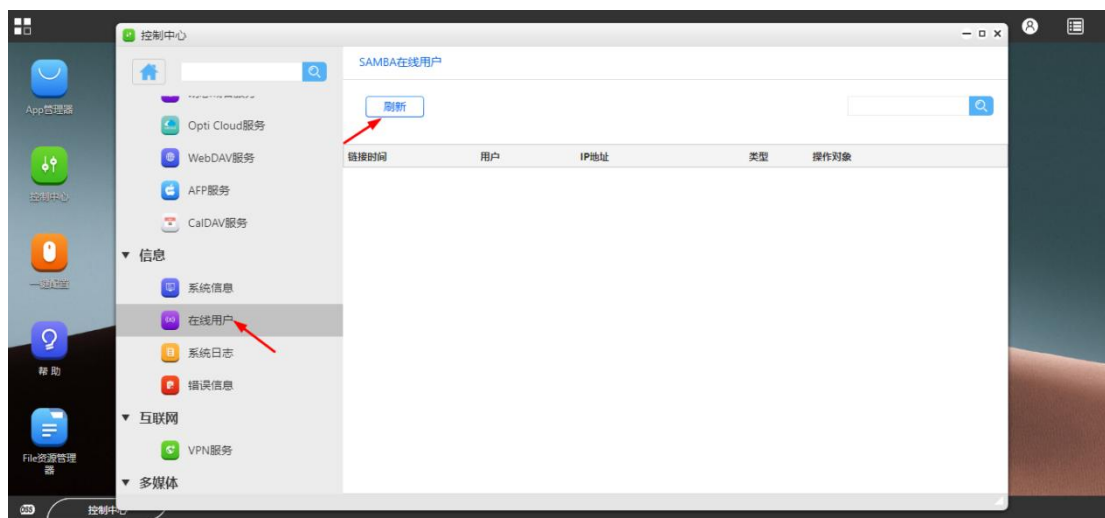 控制中心
App管理器
控制中心
一键配置
帮助
File资源管理
器
Opti Cloud服务
WebDAV服务
AFP服务
CalDAV服务
信息
系统信息
在线用户
系统日志
错误信息
互联网
VPN服务
多媒体
SAMBA在线用户
刷新
链接时间 用户 IP地址 类型 操作对象
控制中心